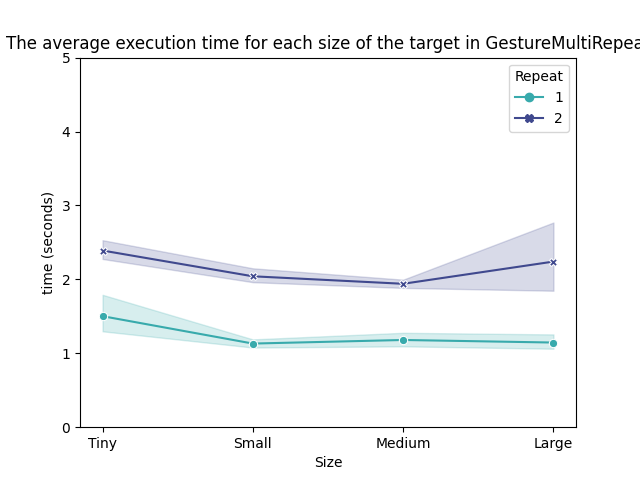 The average execution time for each size of the target in GestureMultiRepea
5
4
3
2
1
0
time (seconds)
Repeat
1
2
Tiny Small Medium Large
Size